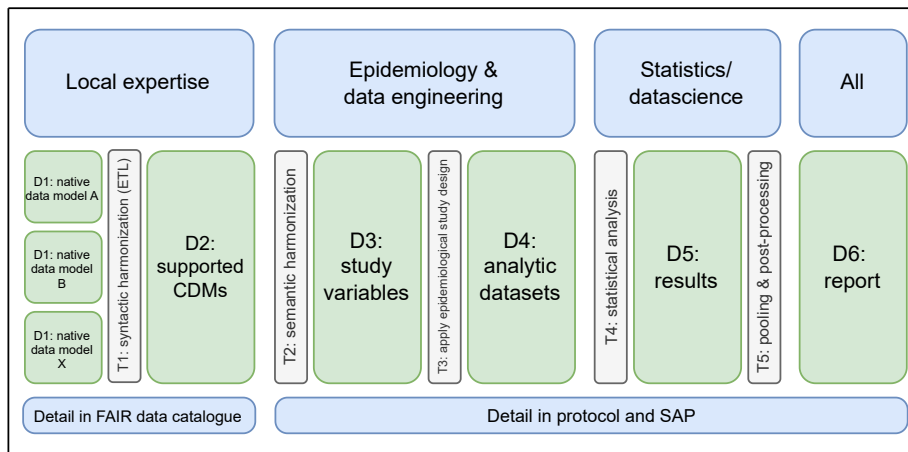 Local expertise
Epidemiology &
data engineering
Statistics/
datascience
All
D1: native
data model A
D1: native
data model
B
D1: native
data model
X
T1: syntactic harmonization (ETL)
D2:
supported
CDMs
T2: semantic harmonization
D3:
study
variables
T3: apply epidemiological study design
D4:
analytic
datasets
T4: statistical analysis
D5:
results
T5: pooling & post-processing
D6:
report
Detail in FAIR data catalogue
Detail in protocol and SAP